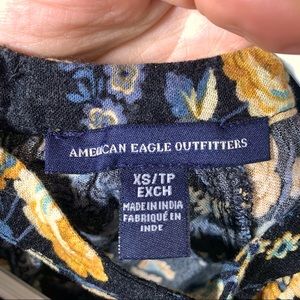 AMERICAN EAGLE OUTFITTERS
XS/TP
EXCH
MADE IN INDIA
FABRIQUÉ EN
INDE